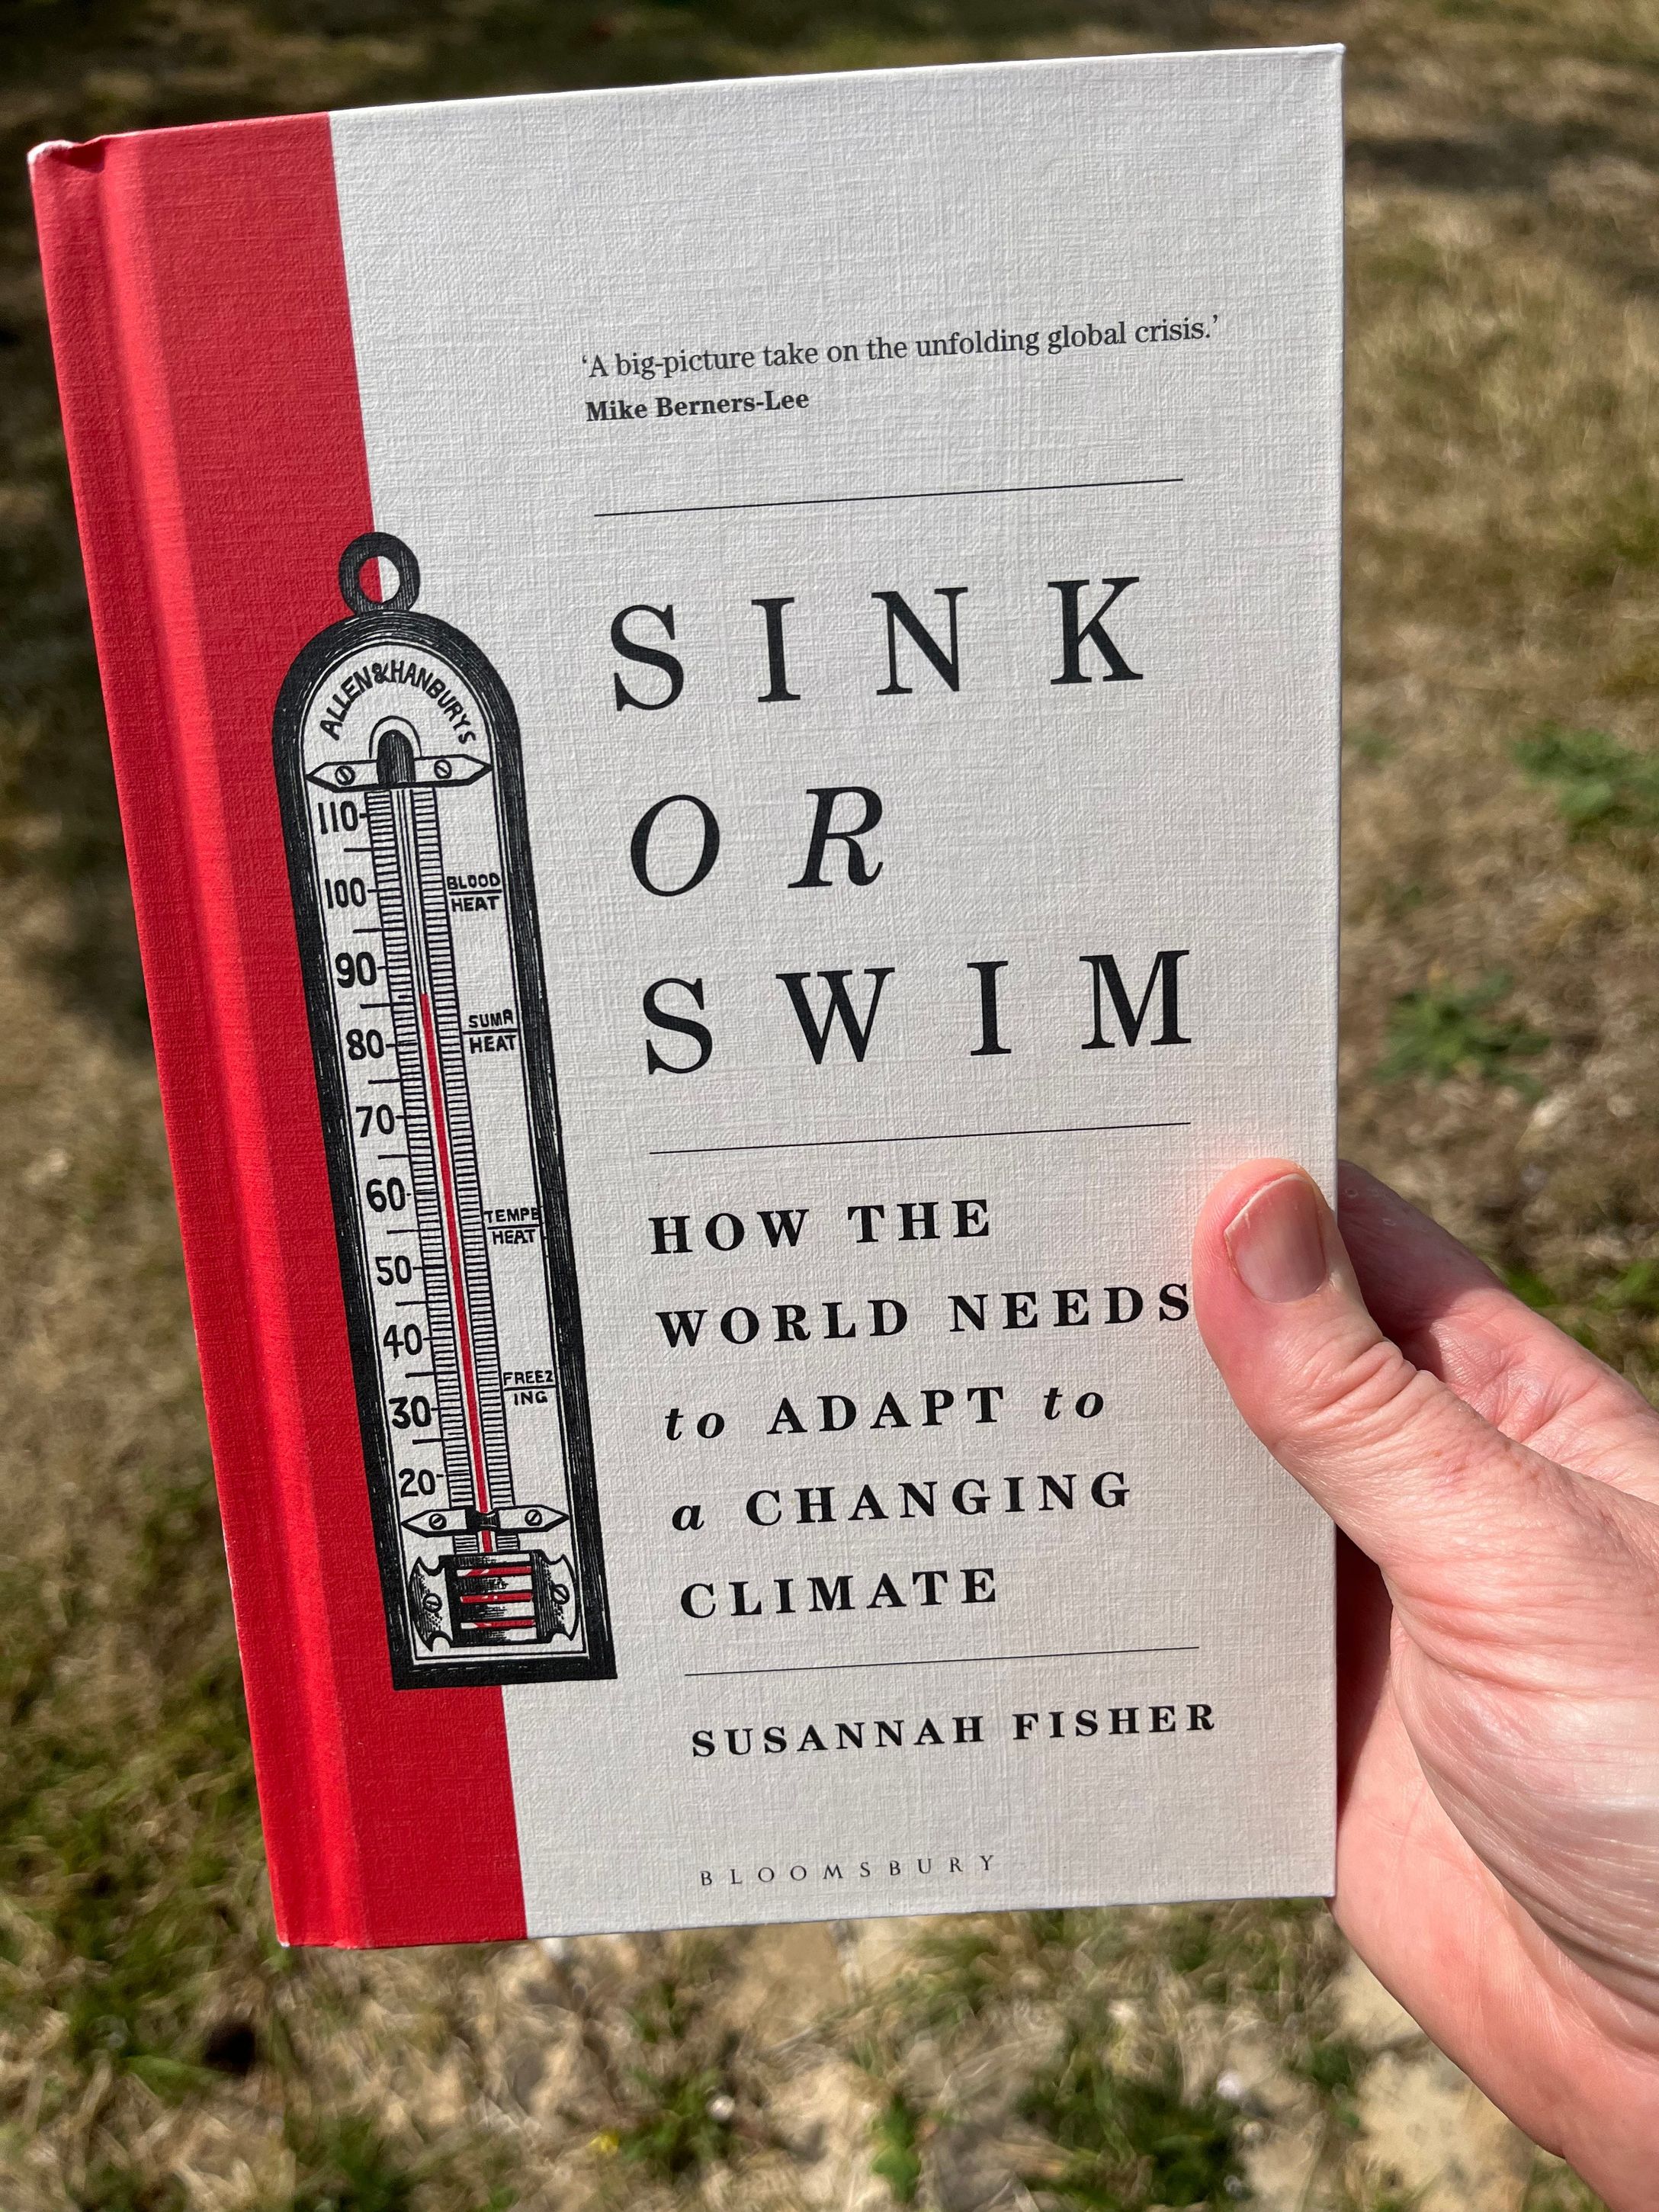 ‘A big-picture take on the unfolding global crisis.’
Mike Berners-Lee
SINK
OR
SWIM
HOW THE
WORLD NEEDS
to ADAPT to
a CHANGING
CLIMATE
SUSANNAH FISHER
BLOOMSBURY
ALLEN & HANBURYS
110
100
BLOOD
HEAT
90
SUMR
HEAT
80
70
60
TEMPE
HEAT
50
40
FREEZ
ING
30
20